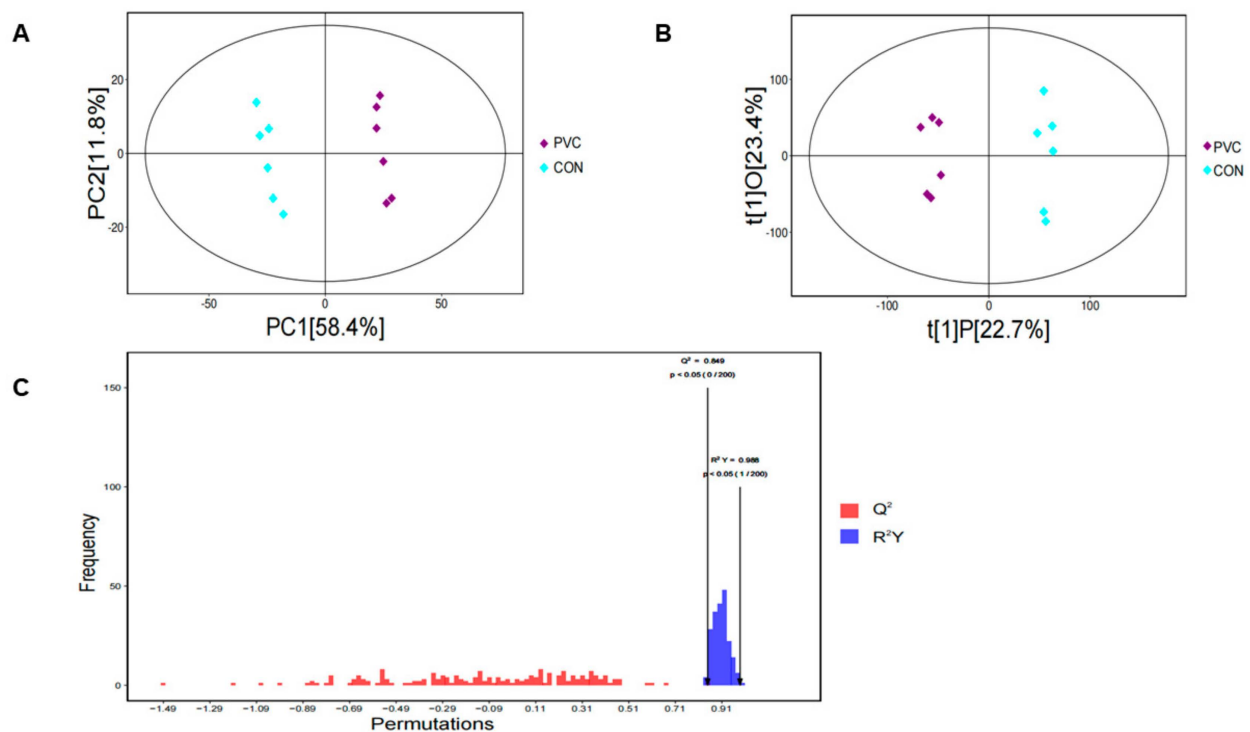 A
PC2[11.8%]
20
0
-20
-50
0
50
PC1[58.4%]
PVC
CON
B
t[1]O[23.4%]
100
0
-100
-100
0
100
t[1]P[22.7%]
PVC
CON
C
Frequency
150
100
50
0
Q² = 0.849
p < 0.05 ( 0 / 200)
R²Y = 0.988
p < 0.05 ( 1 / 200)
−1.49 −1.29 −1.09 −0.89 −0.69 −0.49 −0.29 −0.09 0.11 0.31 0.51 0.71 0.91
Permutations
Q²
R²Y